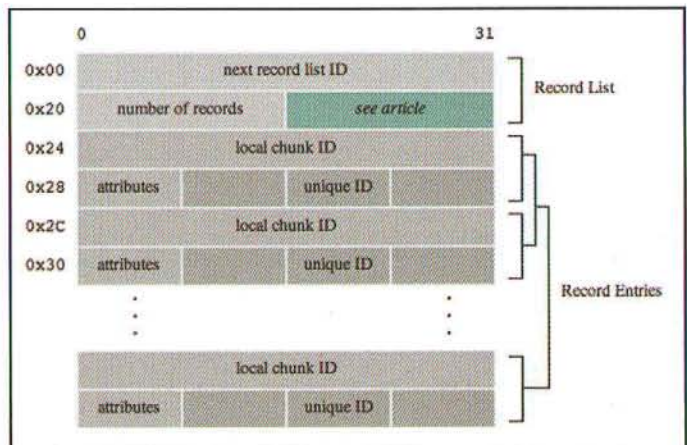 0 31
0x00 next record list ID
Record List
0x20 number of records see article
0x24 local chunk ID
0x28 attributes unique ID
0x2C local chunk ID
0x30 attributes unique ID
Record Entries
local chunk ID
attributes unique ID